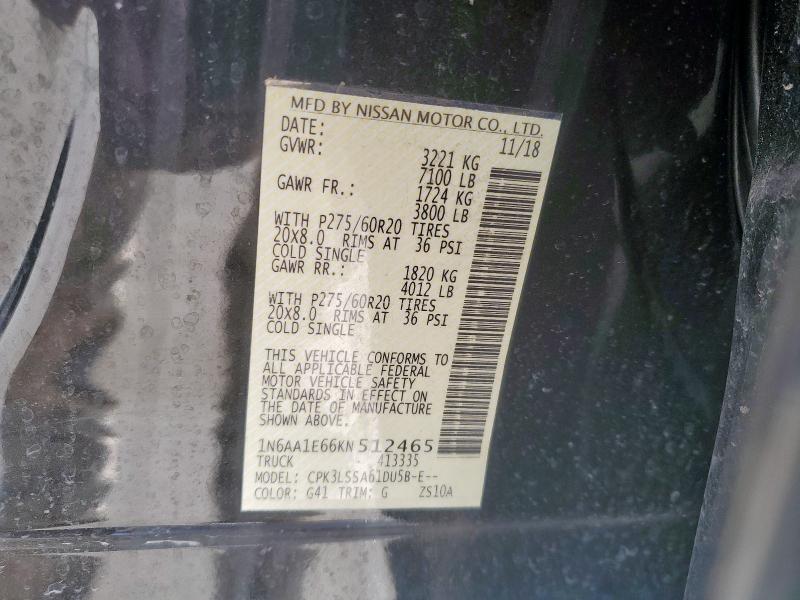 MFD BY NISSAN MOTOR CO., LTD.
DATE: 11/18
GVWR: 3221 KG
7100 LB
GAWR FR.: 1724 KG
3800 LB
WITH P275/60R20 TIRES
20X8.0 RIMS AT 36 PSI
COLD SINGLE
GAWR RR.: 1820 KG
4012 LB
WITH P275/60R20 TIRES
20X8.0 RIMS AT 36 PSI
COLD SINGLE
THIS VEHICLE CONFORMS TO
ALL APPLICABLE FEDERAL
MOTOR VEHICLE SAFETY
STANDARDS IN EFFECT ON
THE DATE OF MANUFACTURE
SHOWN ABOVE.
1N6AA1E66KN512465
TRUCK 413335
MODEL: CPK3LSSA61DU5B-E--
COLOR: G41 TRIM: G ZS10A